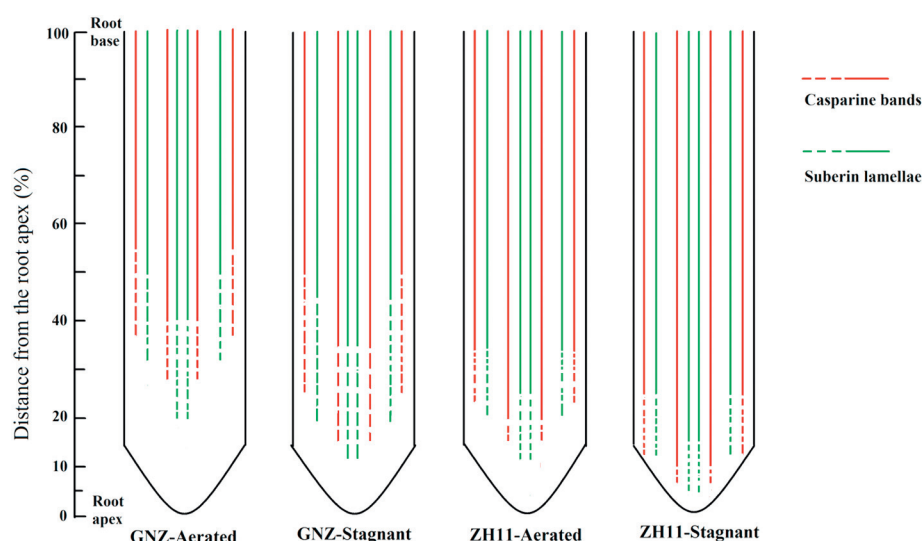 Root
base
100
80
60
40
20
10
0
Distance from the root apex (%)
Root
apex
GNZ-Aerated
GNZ-Stagnant
ZH11-Aerated
ZH11-Stagnant
Casparine bands
Suberin lamellae